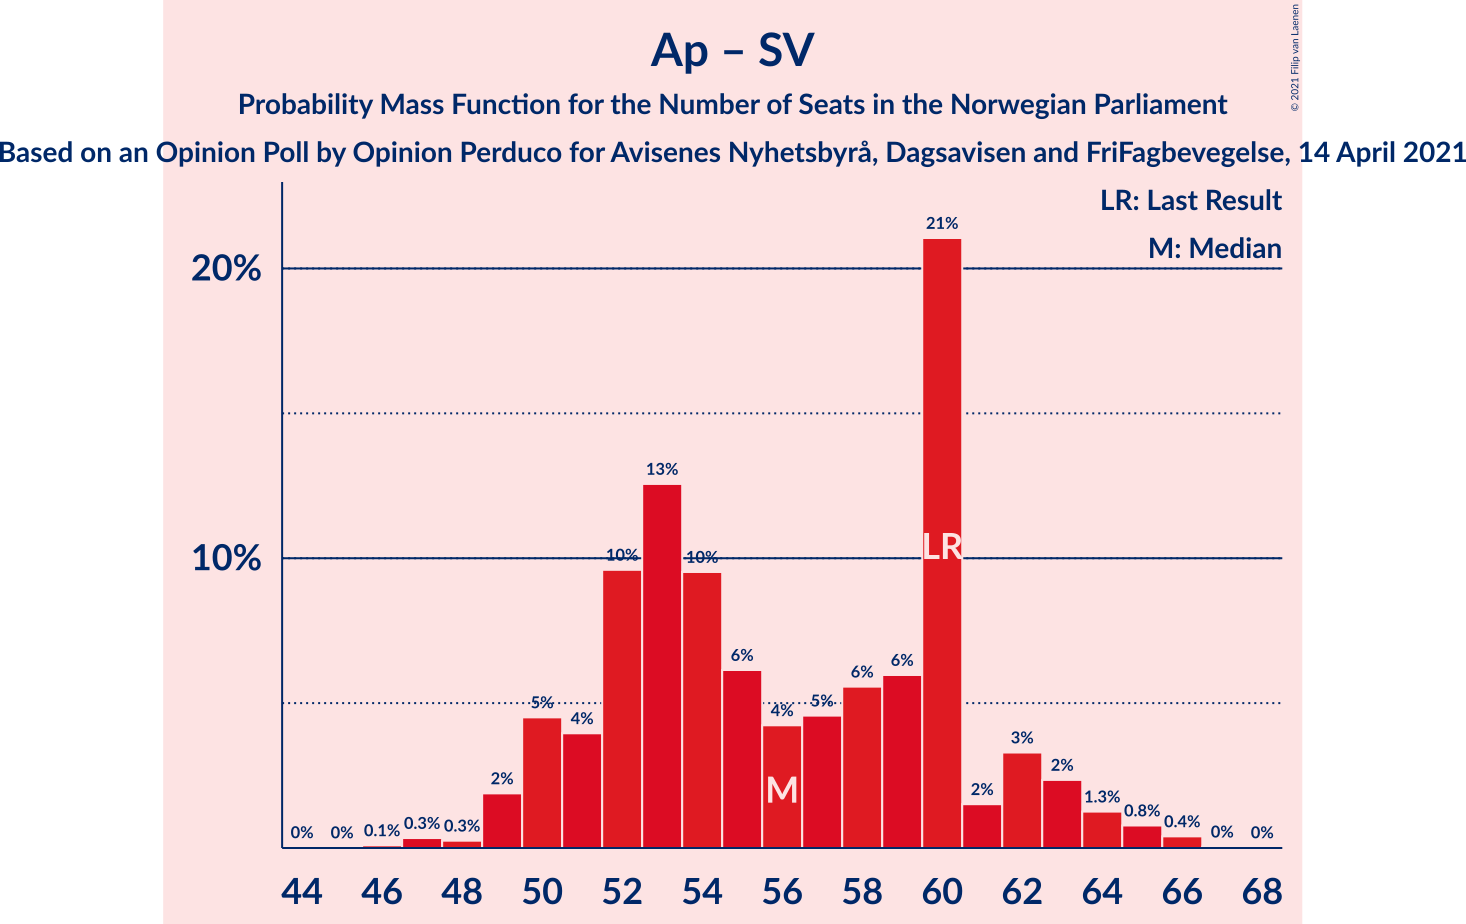 Ap – SV
Probability Mass Function for the Number of Seats in the Norwegian Parliament
Based on an Opinion Poll by Opinion Perduco for Avisenes Nyhetsbyrå, Dagsavisen and FriFagbevegelse, 14 April 2021
© 2021 Filip van Laenen
LR: Last Result
M: Median
20%
10%
0% 0% 0.1% 0.3% 0.3% 2% 5% 4% 10% 13% 10% 6% 4% 5% 6% 6% 21% 2% 3% 2% 1.3% 0.8% 0.4% 0% 0%
LR
M
44 46 48 50 52 54 56 58 60 62 64 66 68